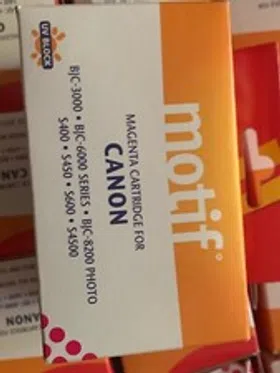 motif®
MAGENTA CARTRIDGE FOR
CANON
BJC-3000 • BJC-6000 SERIES • BJC-8200 PHOTO
S400 • S450 • S600 • S4500
UV BLOCK
CANON